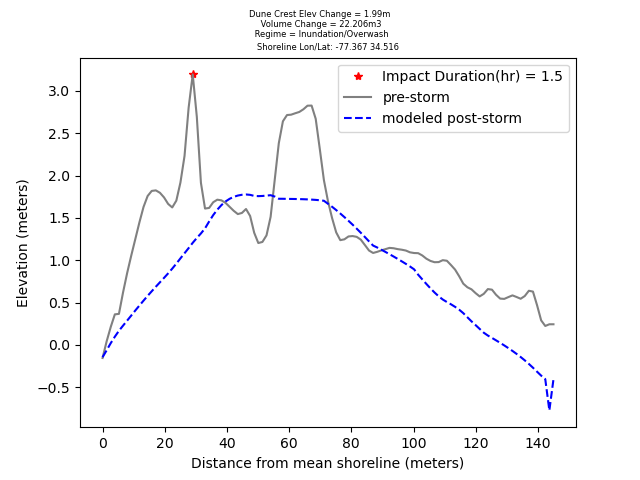 Dune Crest Elev Change = 1.99m
Volume Change = 22.206m3
Regime = Inundation/Overwash
Shoreline Lon/Lat: -77.367 34.516
Impact Duration(hr) = 1.5
pre-storm
modeled post-storm
3.0
2.5
2.0
1.5
1.0
0.5
0.0
−0.5
Elevation (meters)
0 20 40 60 80 100 120 140
Distance from mean shoreline (meters)